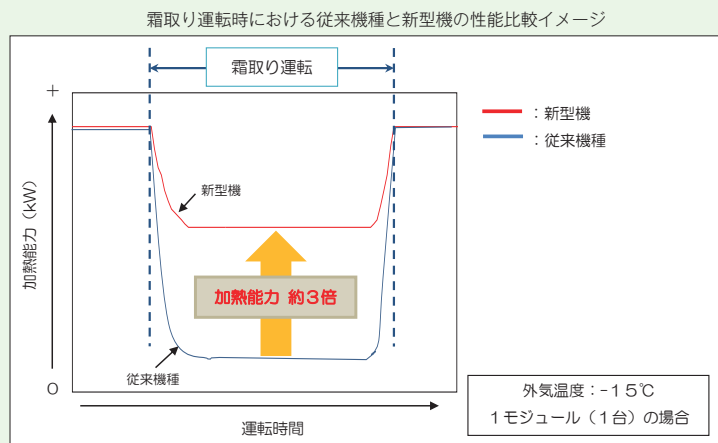 霜取り運転時における従来機種と新型機の性能比較イメージ
霜取り運転
+
：新型機
：従来機種
新型機
加熱能力（kW）
加熱能力 約３倍
従来機種
０
運転時間
外気温度：-１５℃
１モジュール（１台）の場合